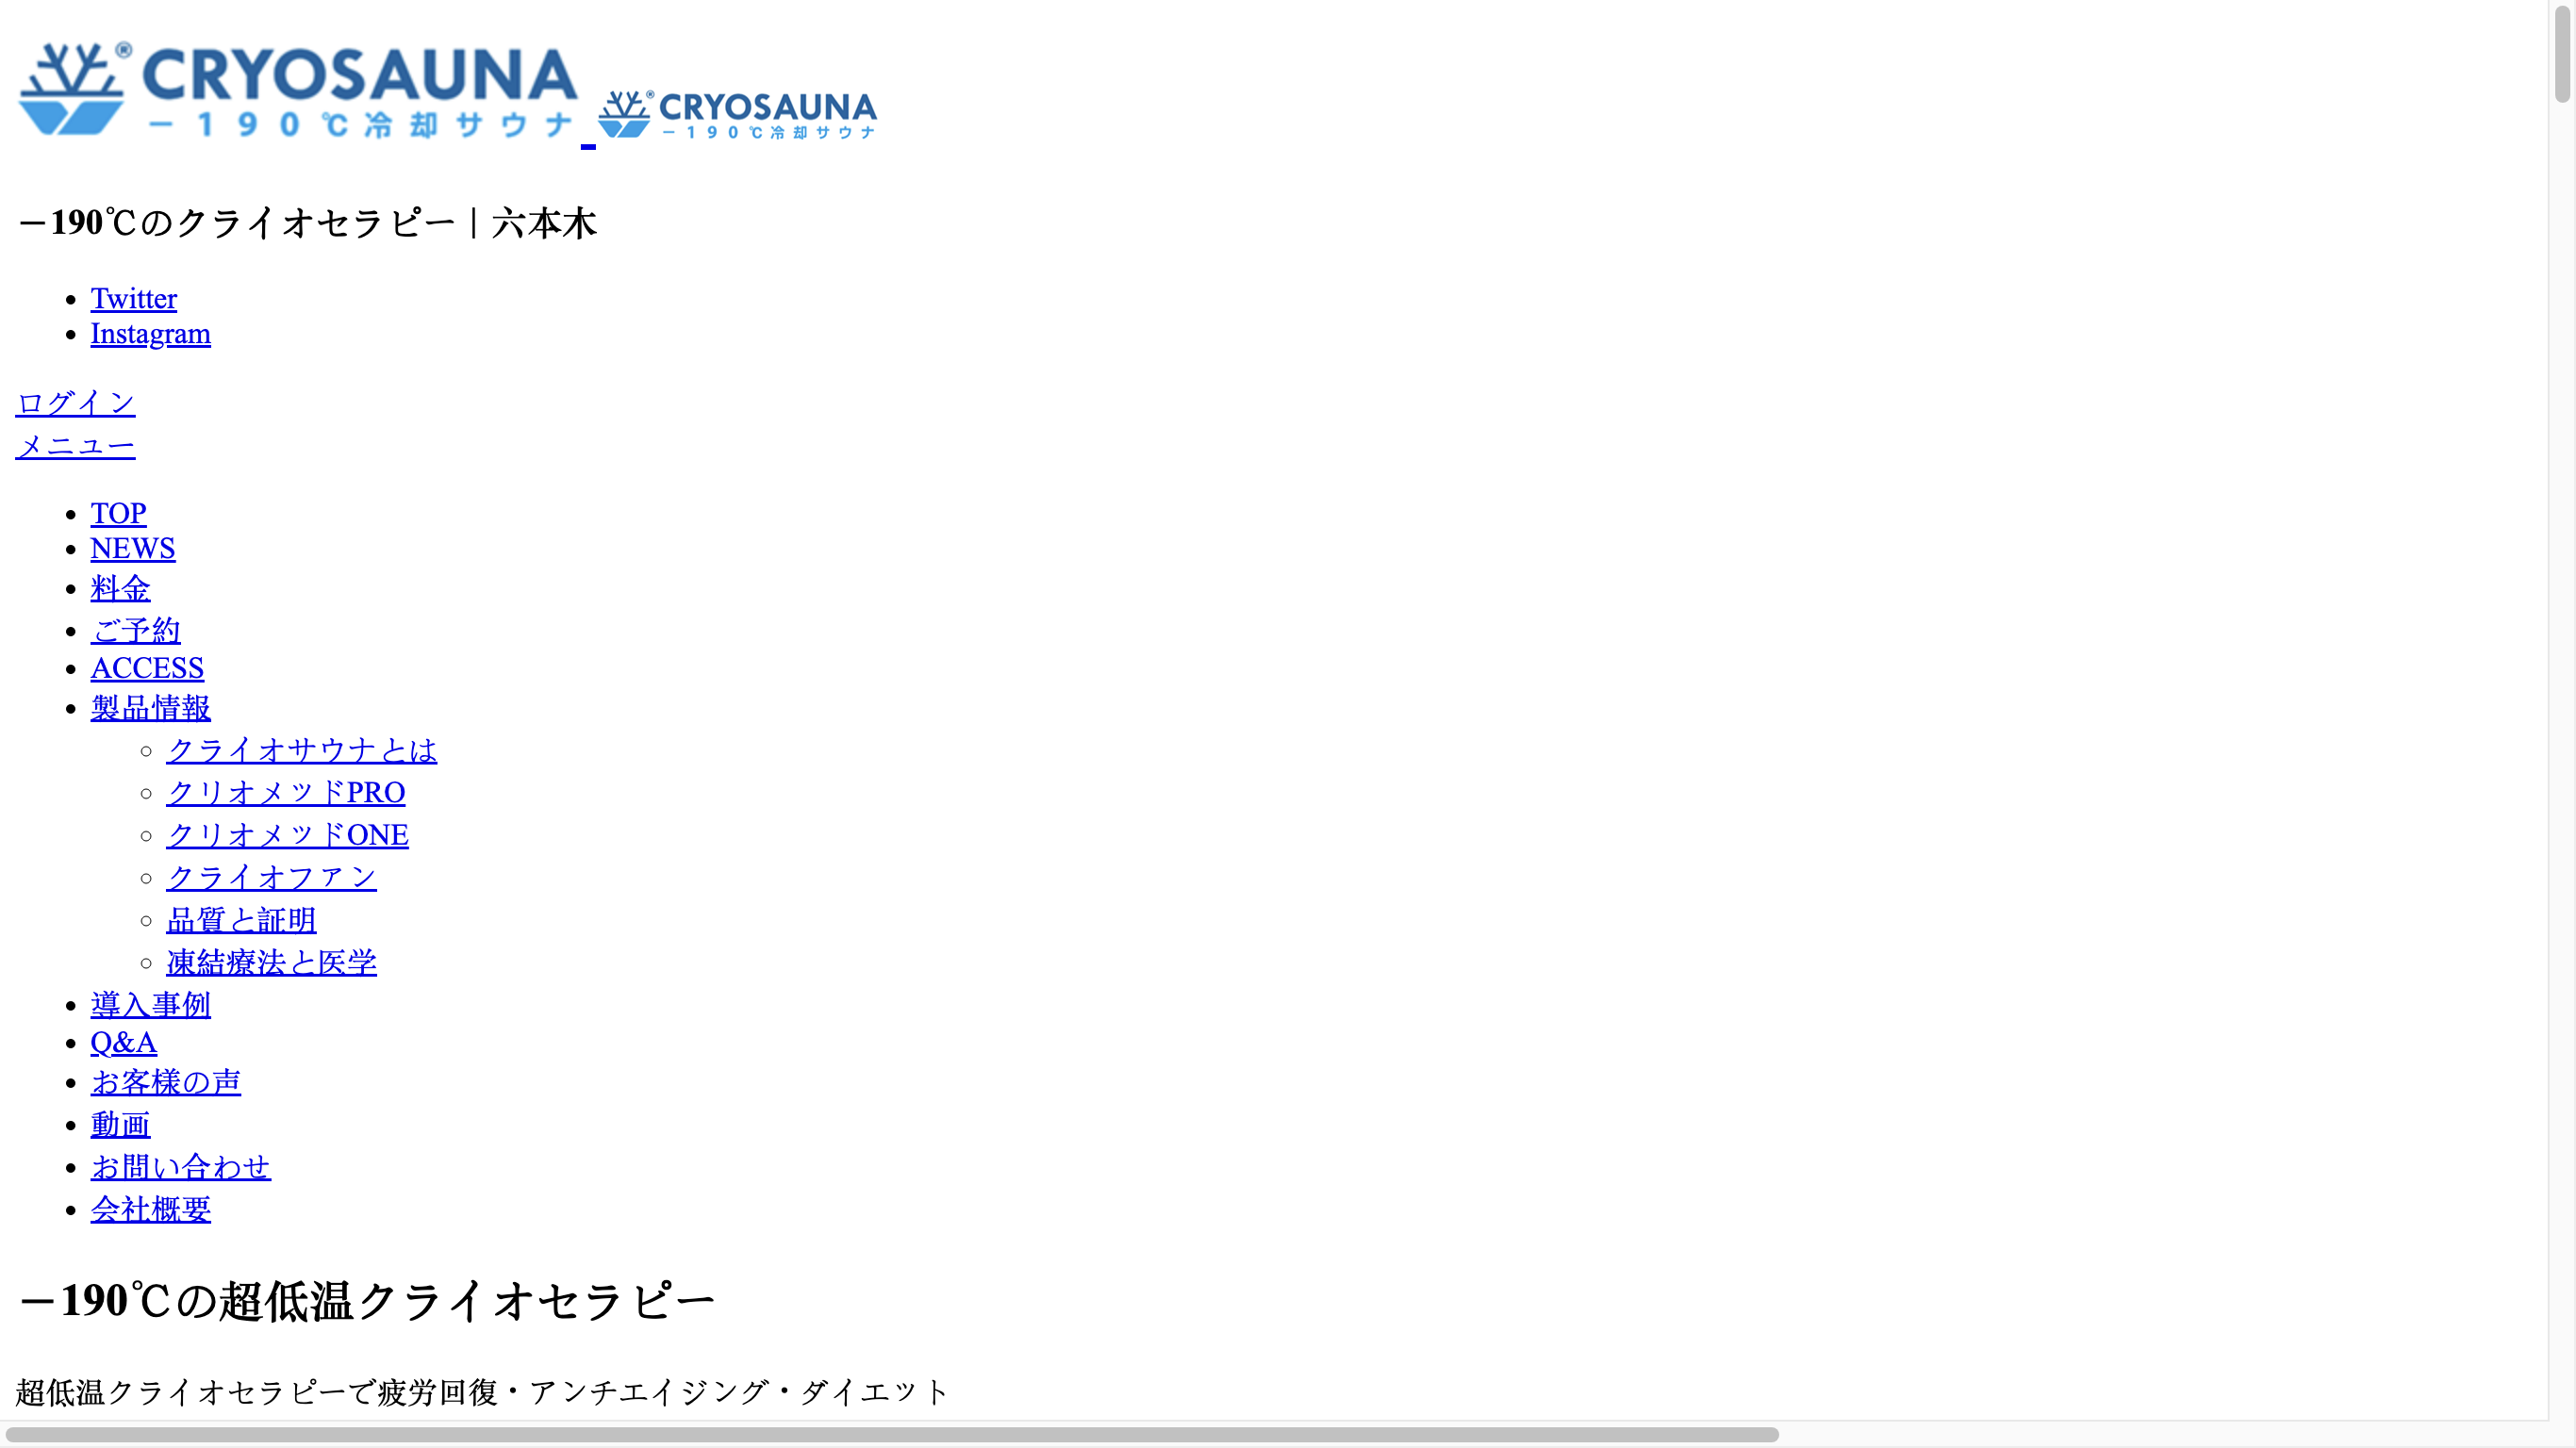 ® CRYOSAUNA
－190℃冷却サウナ
® CRYOSAUNA
－190℃冷却サウナ
－190℃のクライオセラピー｜六本木
Twitter
Instagram
ログイン
メニュー
TOP
NEWS
料金
ご予約
ACCESS
製品情報
クライオサウナとは
クリオメッドPRO
クリオメッドONE
クライオファン
品質と証明
凍結療法と医学
導入事例
Q&A
お客様の声
動画
お問い合わせ
会社概要
－190℃の超低温クライオセラピー
超低温クライオセラピーで疲労回復・アンチエイジング・ダイエット